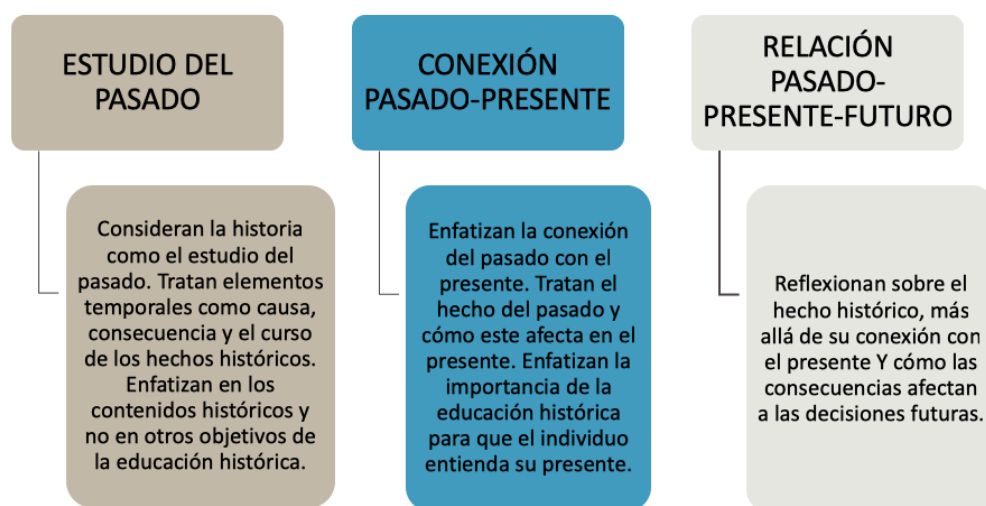 ESTUDIO DEL
PASADO
Consideran la historia
como el estudio del
pasado. Tratan elementos
temporales como causa,
consecuencia y el curso
de los hechos históricos.
Enfatizan en los
contenidos históricos y
no en otros objetivos de
la educación histórica.
CONEXIÓN
PASADO-PRESENTE
Enfatizan la conexión
del pasado con el
presente. Tratan el
hecho del pasado y
cómo este afecta en el
presente. Enfatizan la
importancia de la
educación histórica
para que el individuo
entienda su presente.
RELACIÓN
PASADO-
PRESENTE-FUTURO
Reflexionan sobre el
hecho histórico, más
allá de su conexión con
el presente Y cómo las
consecuencias afectan
a las decisiones futuras.